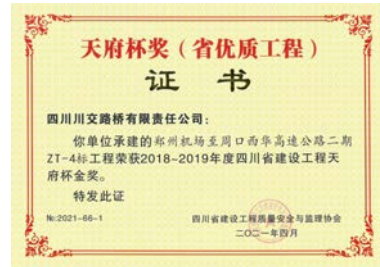 天府杯奖（省优质工程）
证 书
四川川交路桥有限责任公司：
你单位承建的郑州机场至周口西华高速公路二期
ZT-4标工程荣获2018-2019年度四川省建设工程天
府杯金奖。
特发此证
№:2021-66-1
四川省建设工程质量安全与监理协会
二〇二一年四月